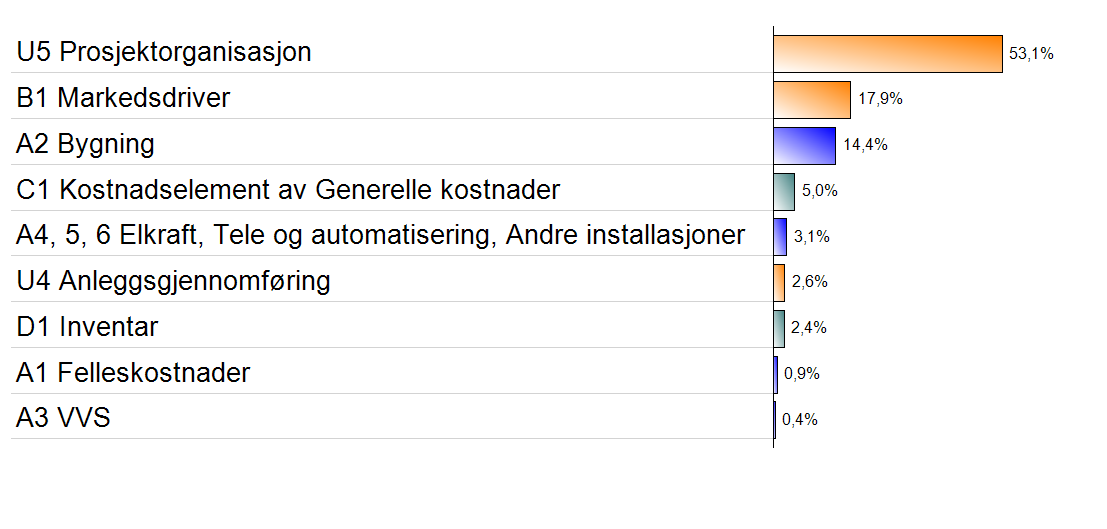 U5 Prosjektorganisasjon 53,1%
B1 Markedsdriver 17,9%
A2 Bygning 14,4%
C1 Kostnadselement av Generelle kostnader 5,0%
A4, 5, 6 Elkraft, Tele og automatisering, Andre installasjoner 3,1%
U4 Anleggsgjennomføring 2,6%
D1 Inventar 2,4%
A1 Felleskostnader 0,9%
A3 VVS 0,4%